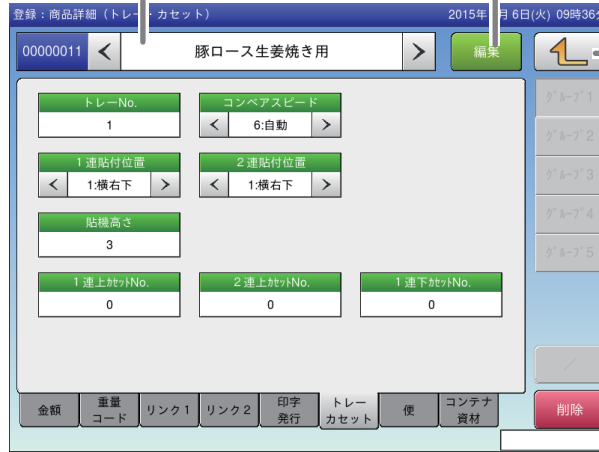 登録：商品詳細（トレー・カセット）
2015年 月 6日(火) 09時36分
00000011
豚ロース生姜焼き用
編集
トレーNo.
コンベアスピード
1
6:自動
1連貼付位置
2連貼付位置
1:横右下
1:横右下
貼機高さ
3
1連上ｶｾｯﾄNo.
2連上ｶｾｯﾄNo.
1連下ｶｾｯﾄNo.
0
0
0
ｸﾞﾙｰﾌﾟ1
ｸﾞﾙｰﾌﾟ2
ｸﾞﾙｰﾌﾟ3
ｸﾞﾙｰﾌﾟ4
ｸﾞﾙｰﾌﾟ5
／
金額
重量
コード
リンク1
リンク2
印字
発行
トレー
カセット
便
コンテナ
資材
削除